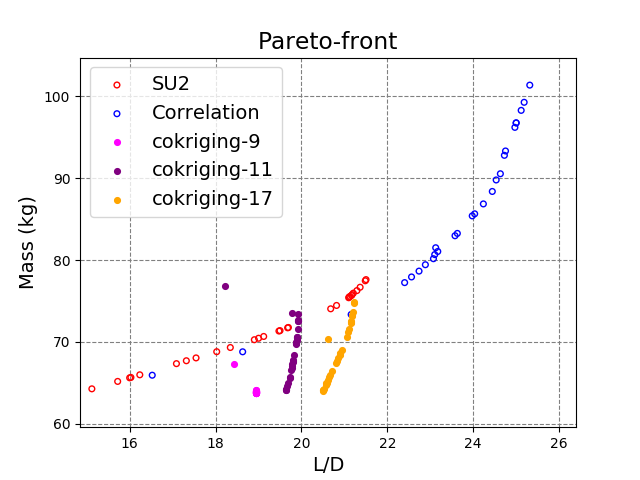 Pareto-front
SU2
Correlation
cokriging-9
cokriging-11
cokriging-17
Mass (kg)
100
90
80
70
60
16 18 20 22 24 26
L/D